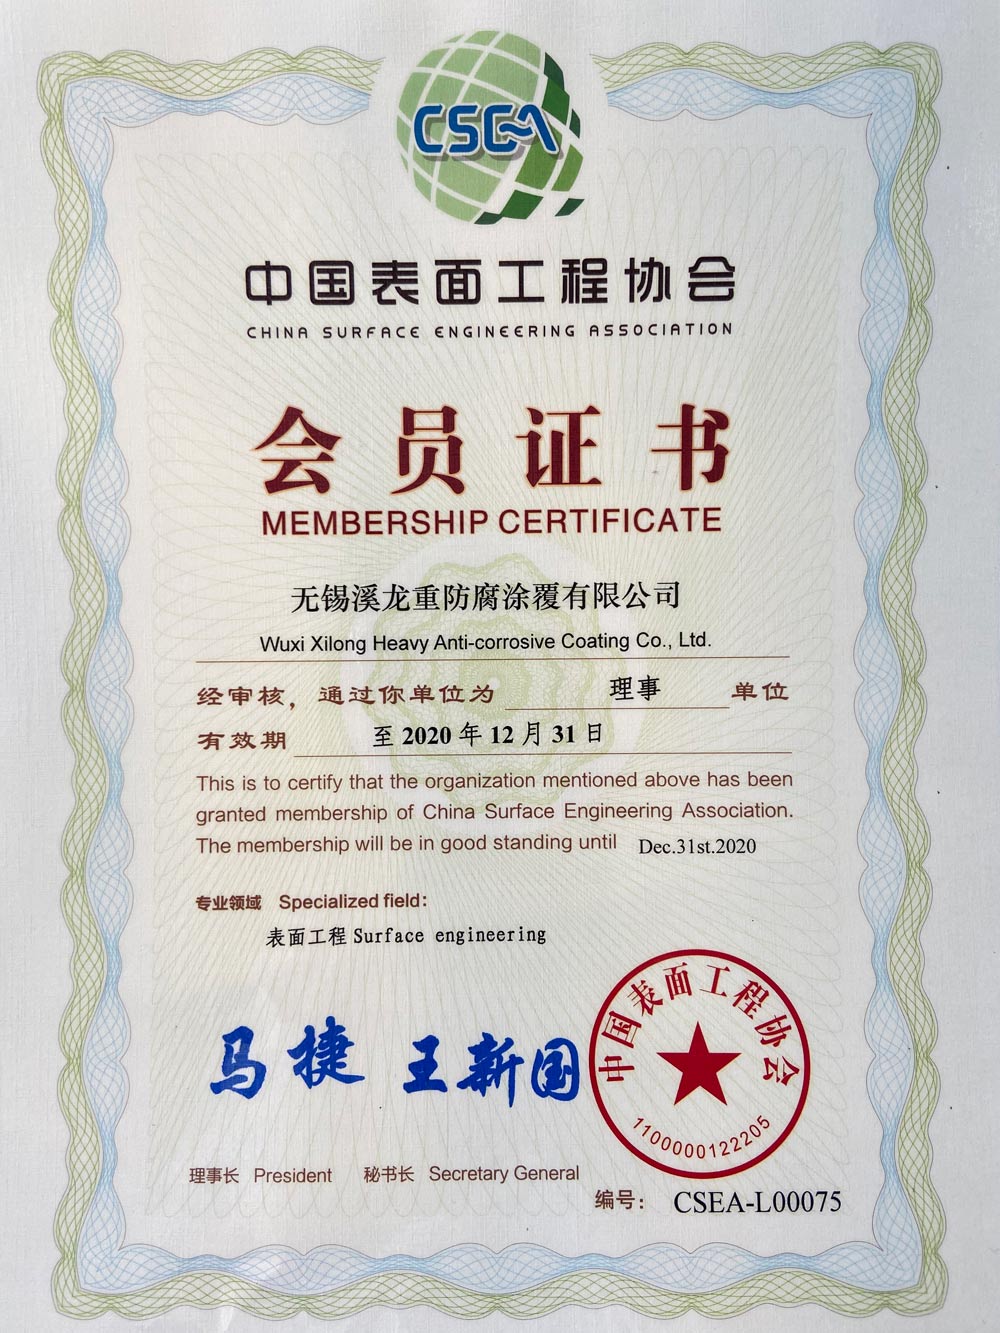 CSEA
中国表面工程协会
CHINA SURFACE ENGINEERING ASSOCIATION
会员证书
MEMBERSHIP CERTIFICATE
无锡溪龙重防腐涂覆有限公司
Wuxi Xilong Heavy Anti-corrosive Coating Co., Ltd.
经审核，通过你单位为 理事 单位
有效期 至 2020 年 12 月 31 日
This is to certify that the organization mentioned above has been
granted membership of China Surface Engineering Association.
The membership will be in good standing until Dec.31st.2020
专业领域 Specialized field:
表面工程 Surface engineering
中国表面工程协会
1100000122205
马捷 王新国
理事长 President 秘书长 Secretary General
编号: CSEA-L00075